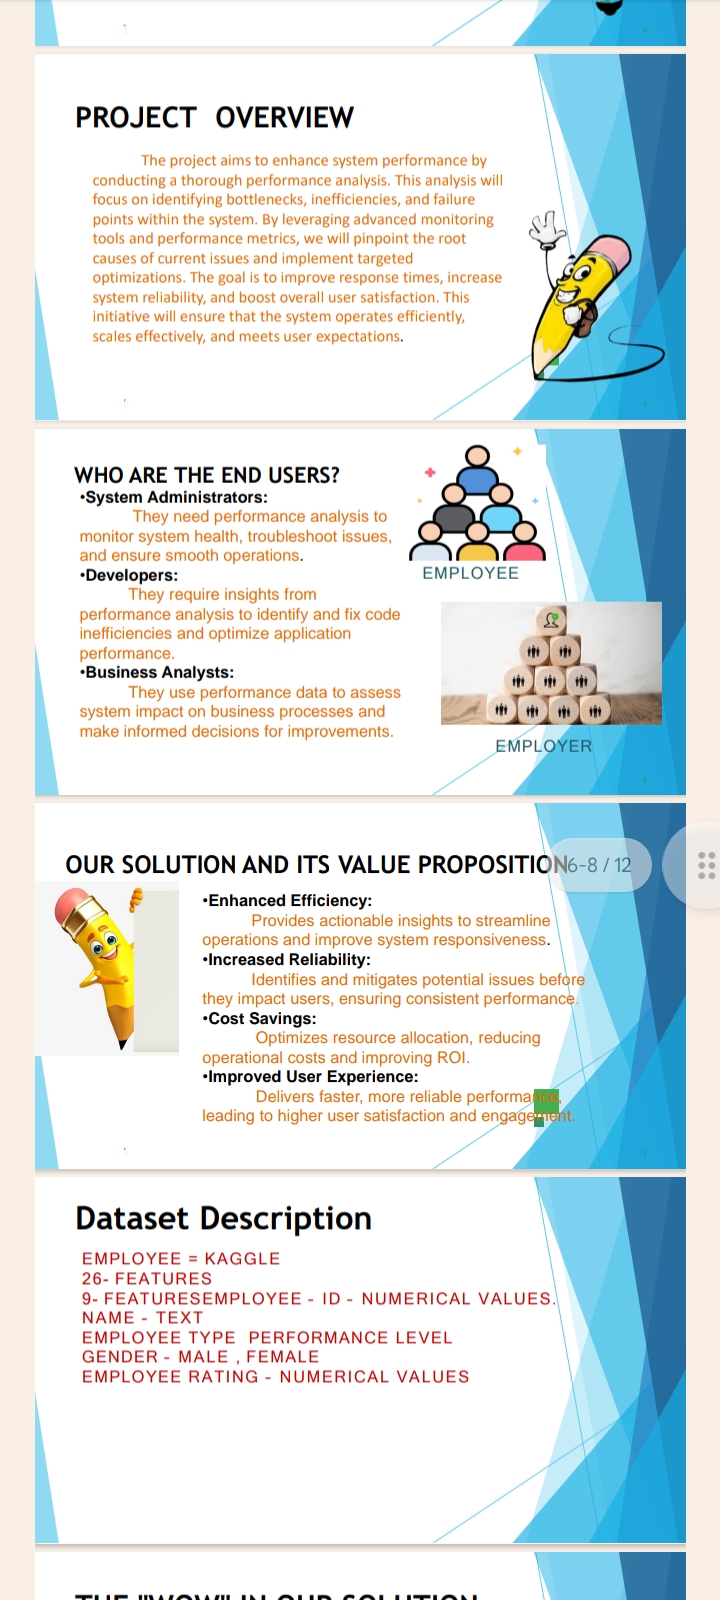 PROJECT OVERVIEW
The project aims to enhance system performance by
conducting a thorough performance analysis. This analysis will
focus on identifying bottlenecks, inefficiencies, and failure
points within the system. By leveraging advanced monitoring
tools and performance metrics, we will pinpoint the root
causes of current issues and implement targeted
optimizations. The goal is to improve response times, increase
system reliability, and boost overall user satisfaction. This
initiative will ensure that the system operates efficiently,
scales effectively, and meets user expectations.
WHO ARE THE END USERS?
•System Administrators:
They need performance analysis to
monitor system health, troubleshoot issues,
and ensure smooth operations.
•Developers:
They require insights from
performance analysis to identify and fix code
inefficiencies and optimize application
performance.
•Business Analysts:
They use performance data to assess
system impact on business processes and
make informed decisions for improvements.
EMPLOYEE
EMPLOYER
OUR SOLUTION AND ITS VALUE PROPOSITION
6-8 / 12
•Enhanced Efficiency:
Provides actionable insights to streamline
operations and improve system responsiveness.
•Increased Reliability:
Identifies and mitigates potential issues before
they impact users, ensuring consistent performance.
•Cost Savings:
Optimizes resource allocation, reducing
operational costs and improving ROI.
•Improved User Experience:
Delivers faster, more reliable performance,
leading to higher user satisfaction and engagement.
Dataset Description
EMPLOYEE = KAGGLE
26- FEATURES
9- FEATURESEMPLOYEE - ID - NUMERICAL VALUES.
NAME - TEXT
EMPLOYEE TYPE PERFORMANCE LEVEL
GENDER - MALE , FEMALE
EMPLOYEE RATING - NUMERICAL VALUES
THE "WOW" IN OUR SOLUTION